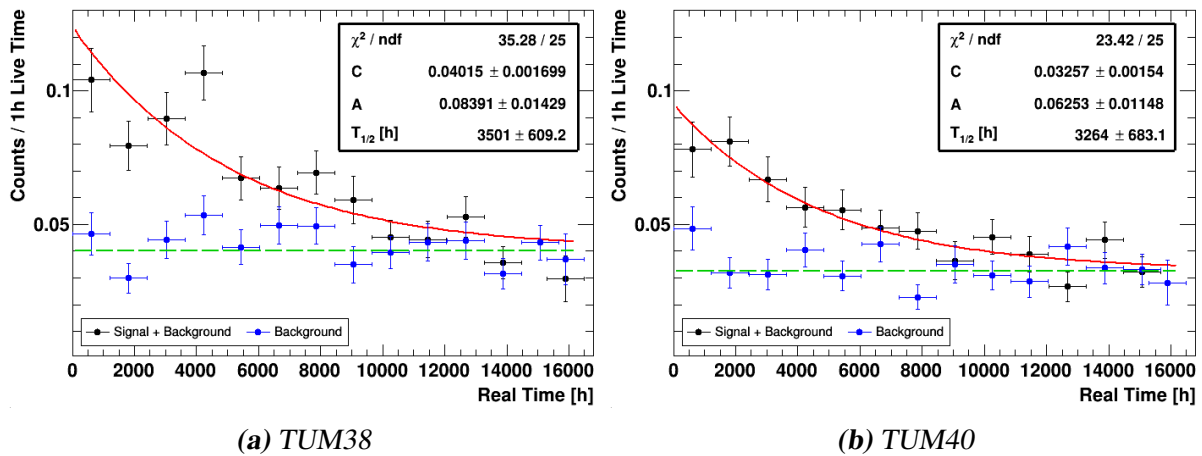 Counts / 1h Live Time
0.1
0.05
χ² / ndf 35.28 / 25
C 0.04015 ± 0.001699
A 0.08391 ± 0.01429
T1/2 [h] 3501 ± 609.2
Signal + Background
Background
0 2000 4000 6000 8000 10000 12000 14000 16000
Real Time [h]
(a) TUM38
Counts / 1h Live Time
0.1
0.05
χ² / ndf 23.42 / 25
C 0.03257 ± 0.00154
A 0.06253 ± 0.01148
T1/2 [h] 3264 ± 683.1
Signal + Background
Background
0 2000 4000 6000 8000 10000 12000 14000 16000
Real Time [h]
(b) TUM40